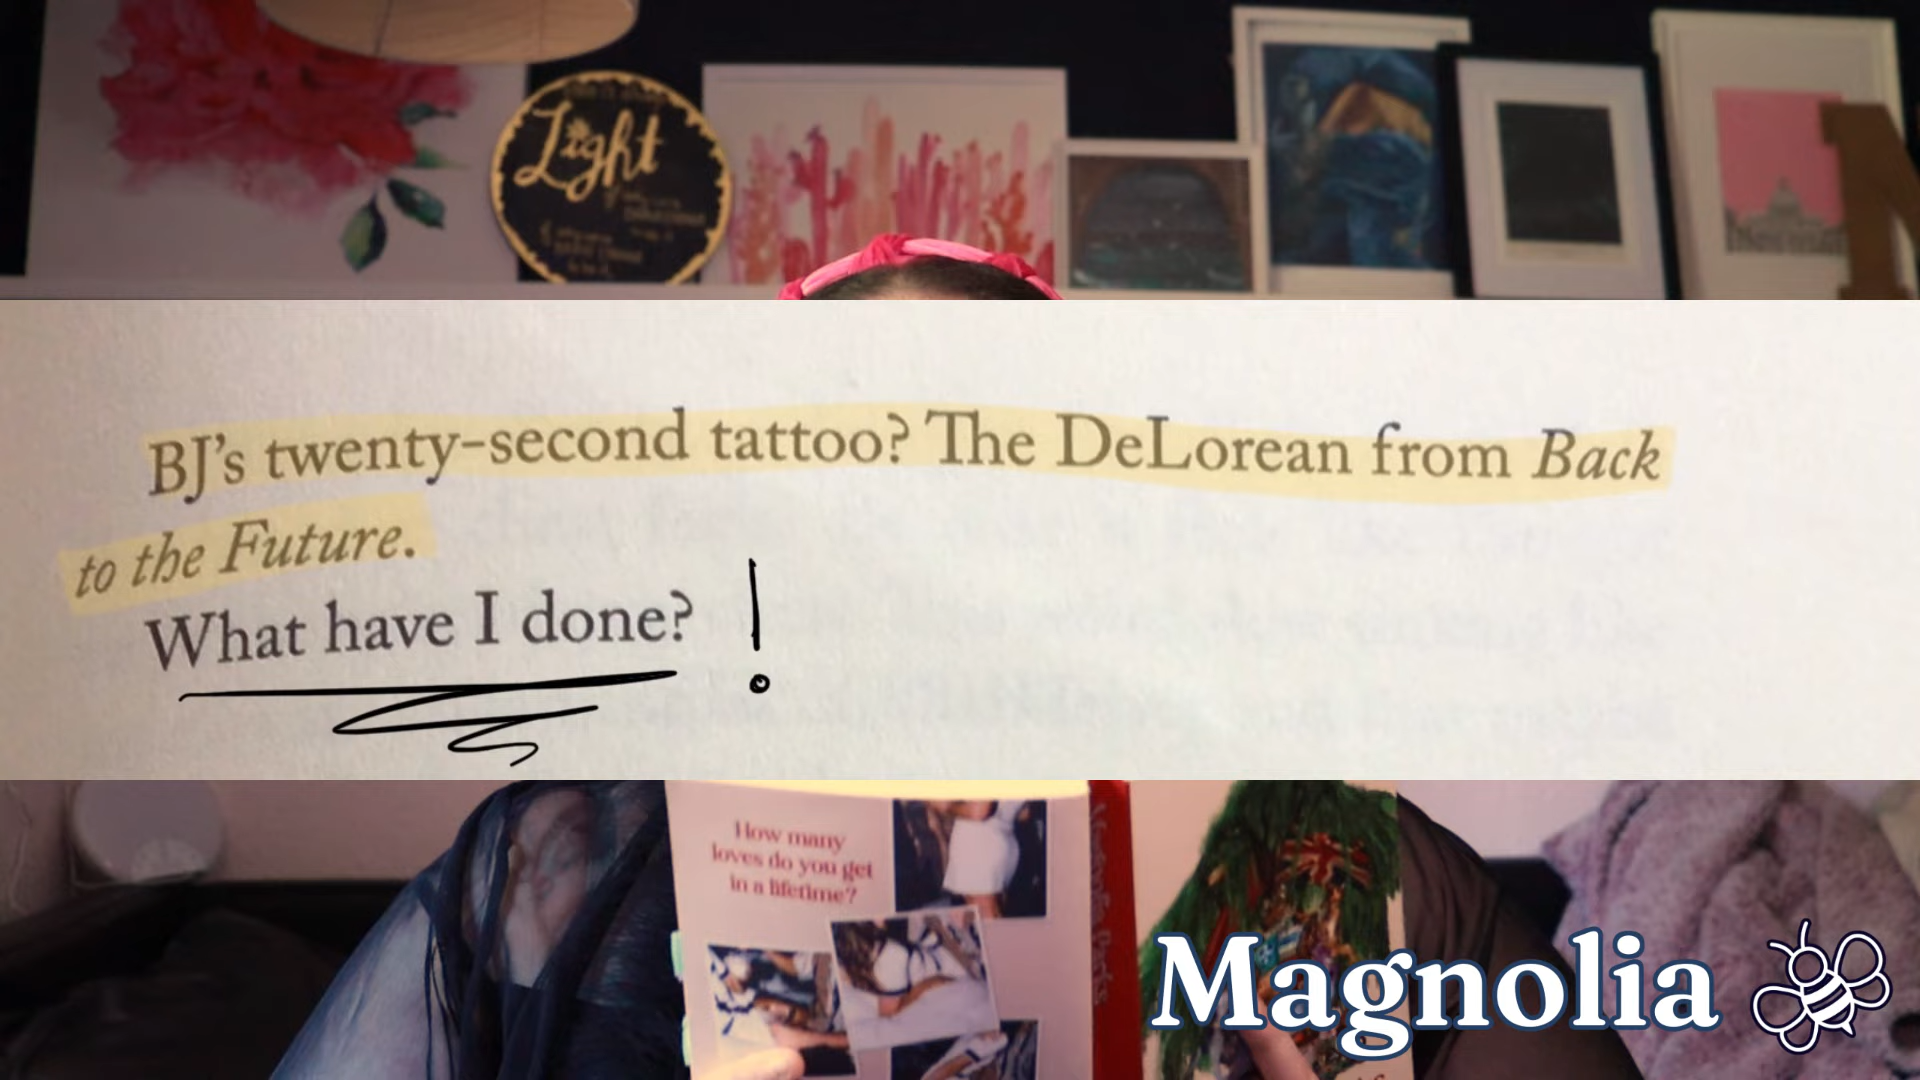 Light
BJ's twenty-second tattoo? The DeLorean from Back
to the Future.
What have I done? !
How many
loves do you get
in a lifetime?
Magnolia